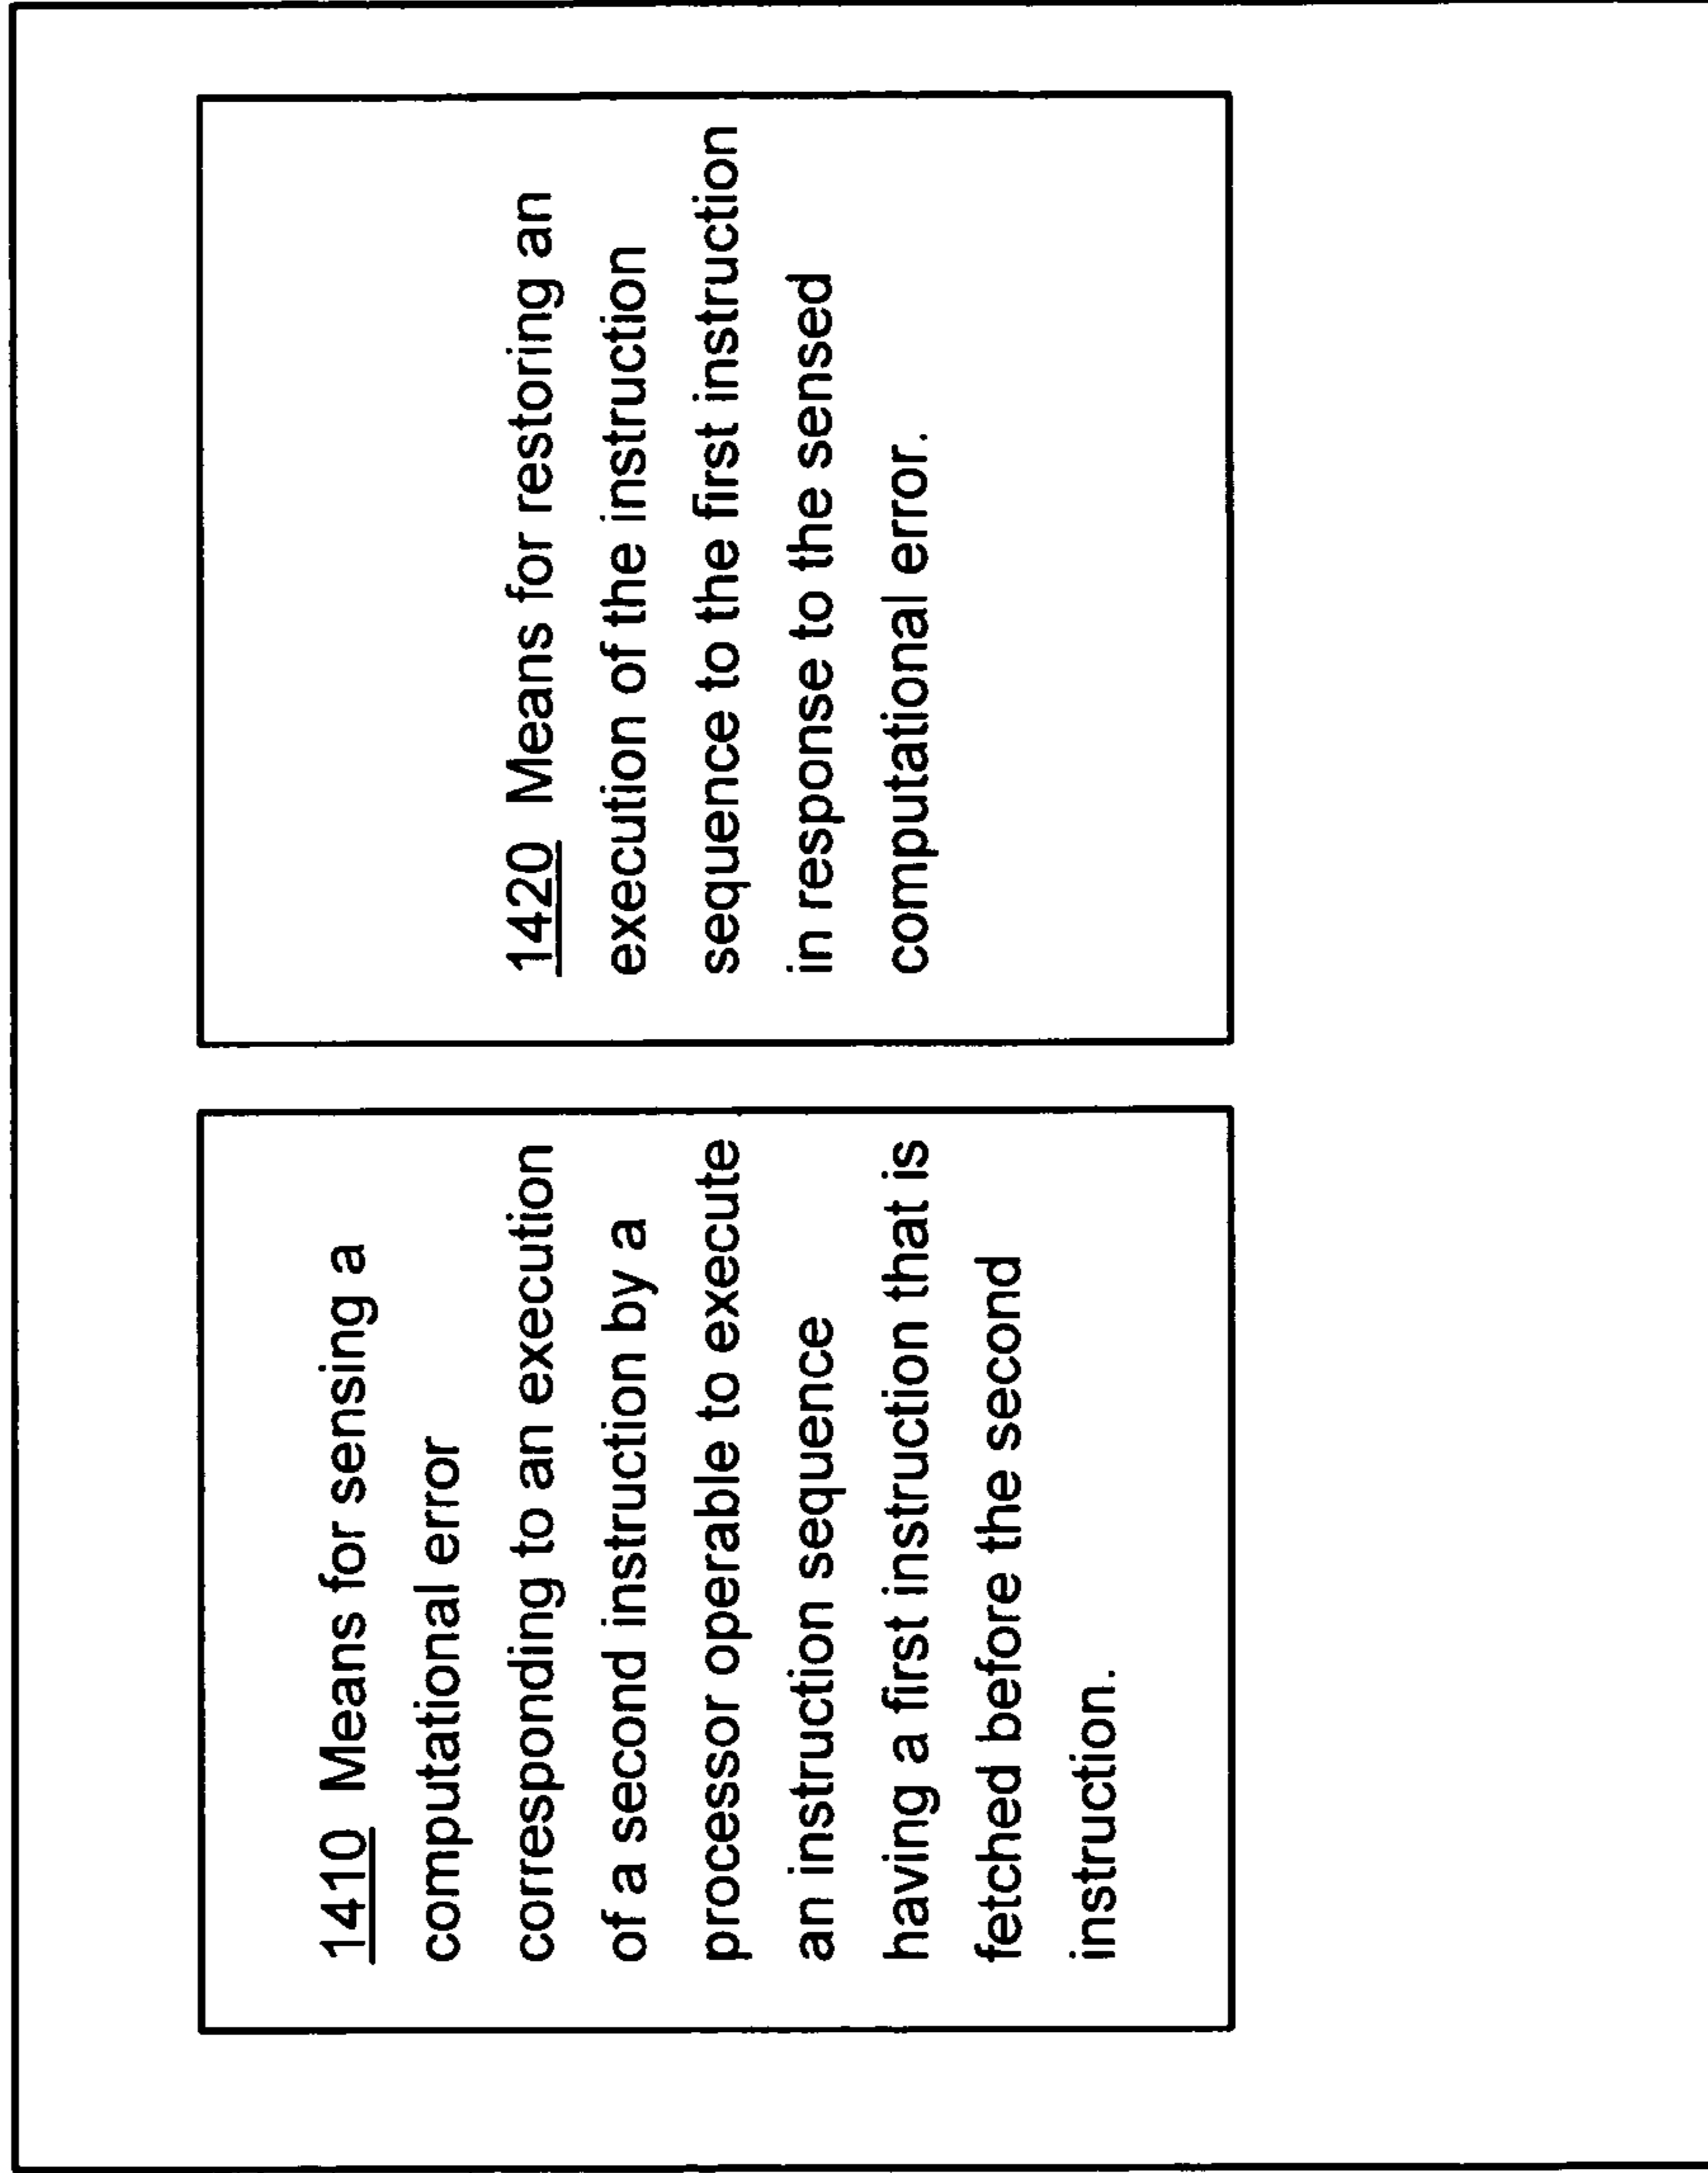 1410 Means for sensing a
computational error
corresponding to an execution
of a second instruction by a
processor operable to execute
an instruction sequence
having a first instruction that is
fetched before the second
instruction.
1420 Means for restoring an
execution of the instruction
sequence to the first instruction
in response to the sensed
computational error.